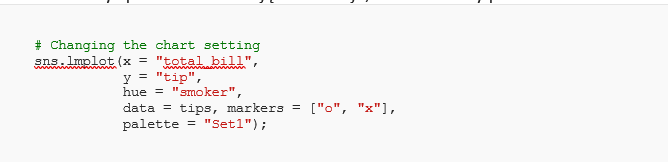 # Changing the chart setting
sns.lmplot(x = "total_bill",
y = "tip",
hue = "smoker",
data = tips, markers = ["o", "x"],
palette = "Set1");